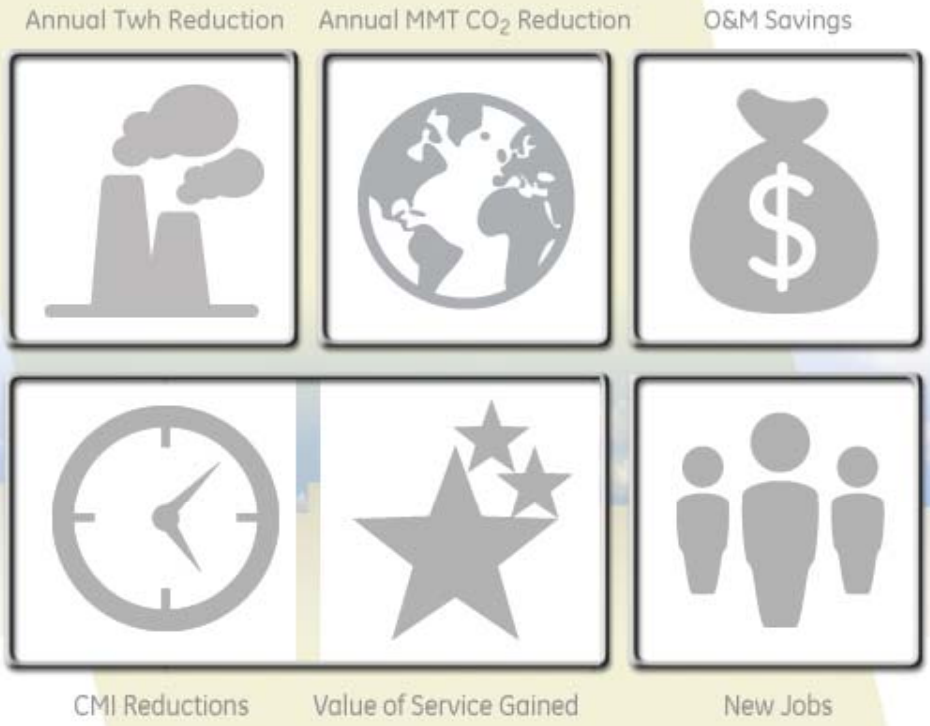 Annual Twh Reduction
Annual MMT CO₂ Reduction
O&M Savings
$
CMI Reductions
Value of Service Gained
New Jobs